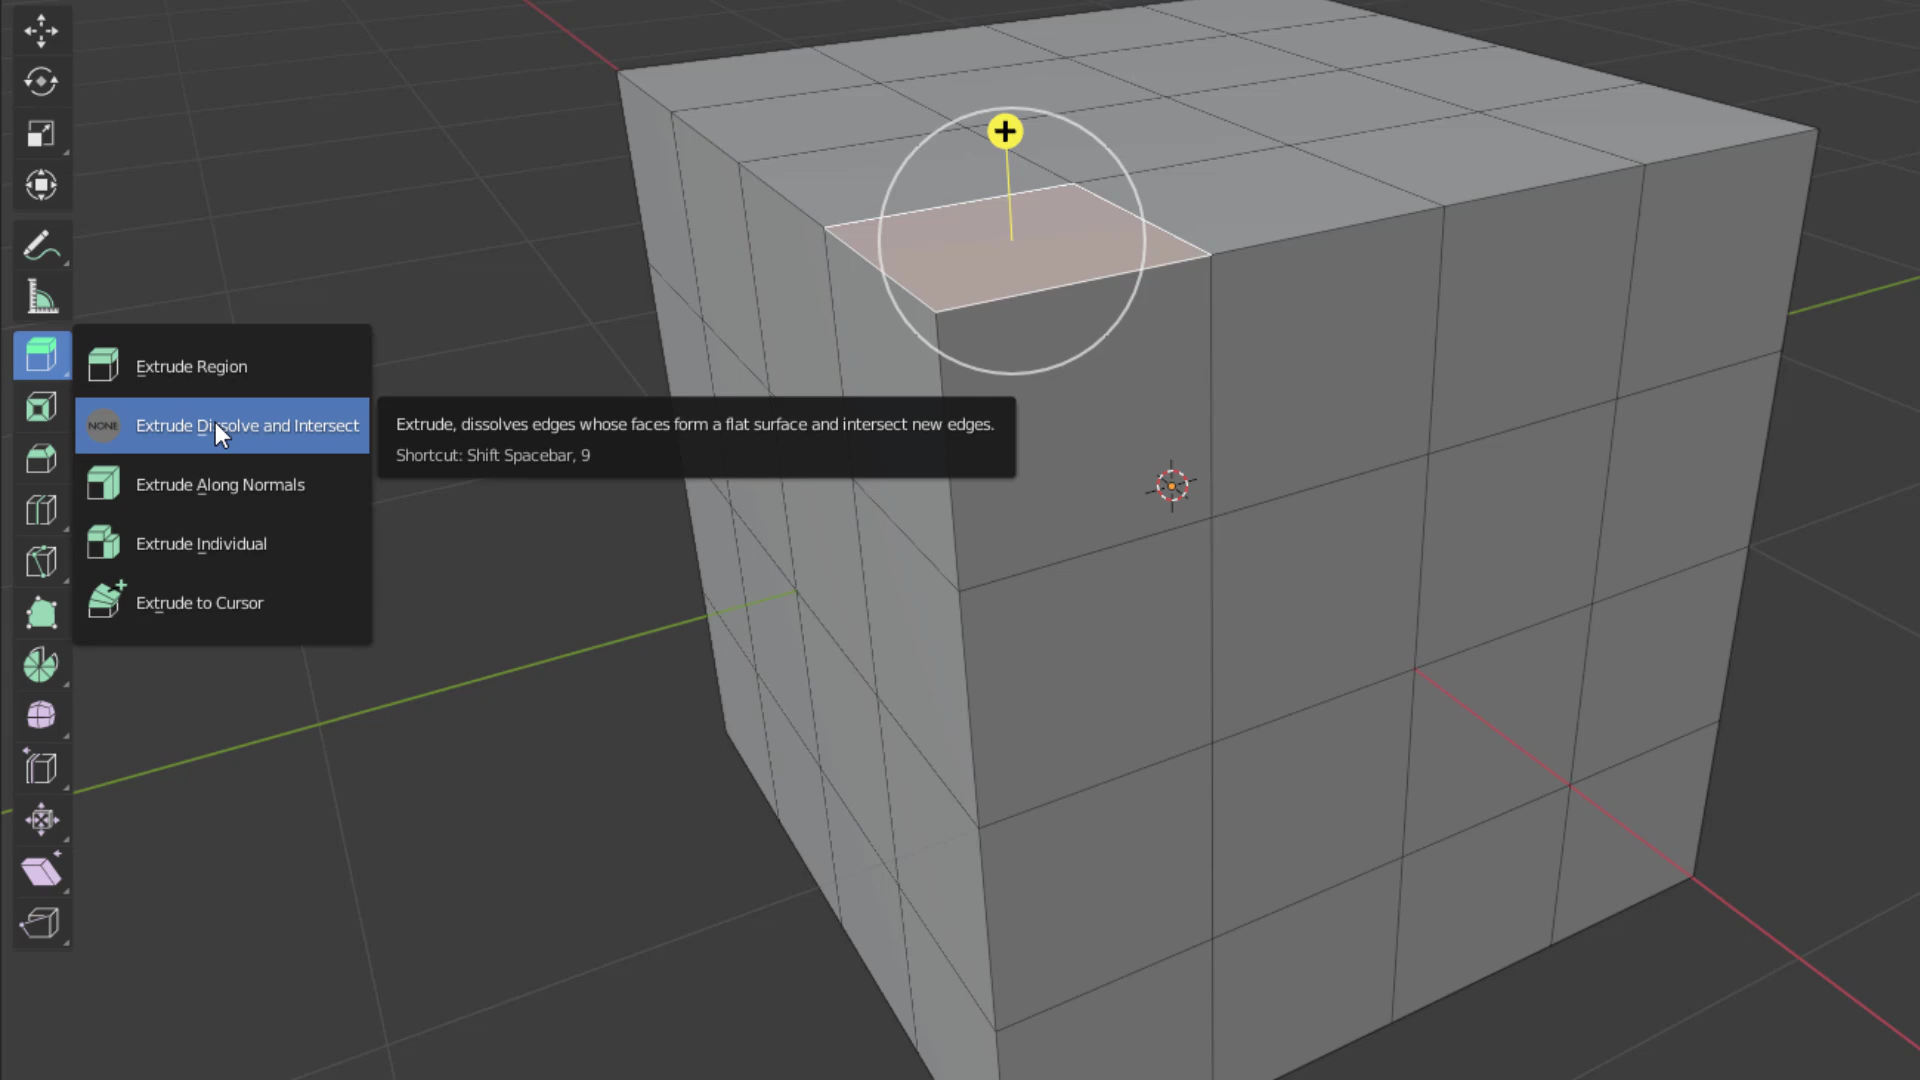 Extrude Region
NONE
Extrude Dissolve and Intersect
Extrude, dissolves edges whose faces form a flat surface and intersect new edges.
Shortcut: Shift Spacebar, 9
Extrude Along Normals
Extrude Individual
Extrude to Cursor